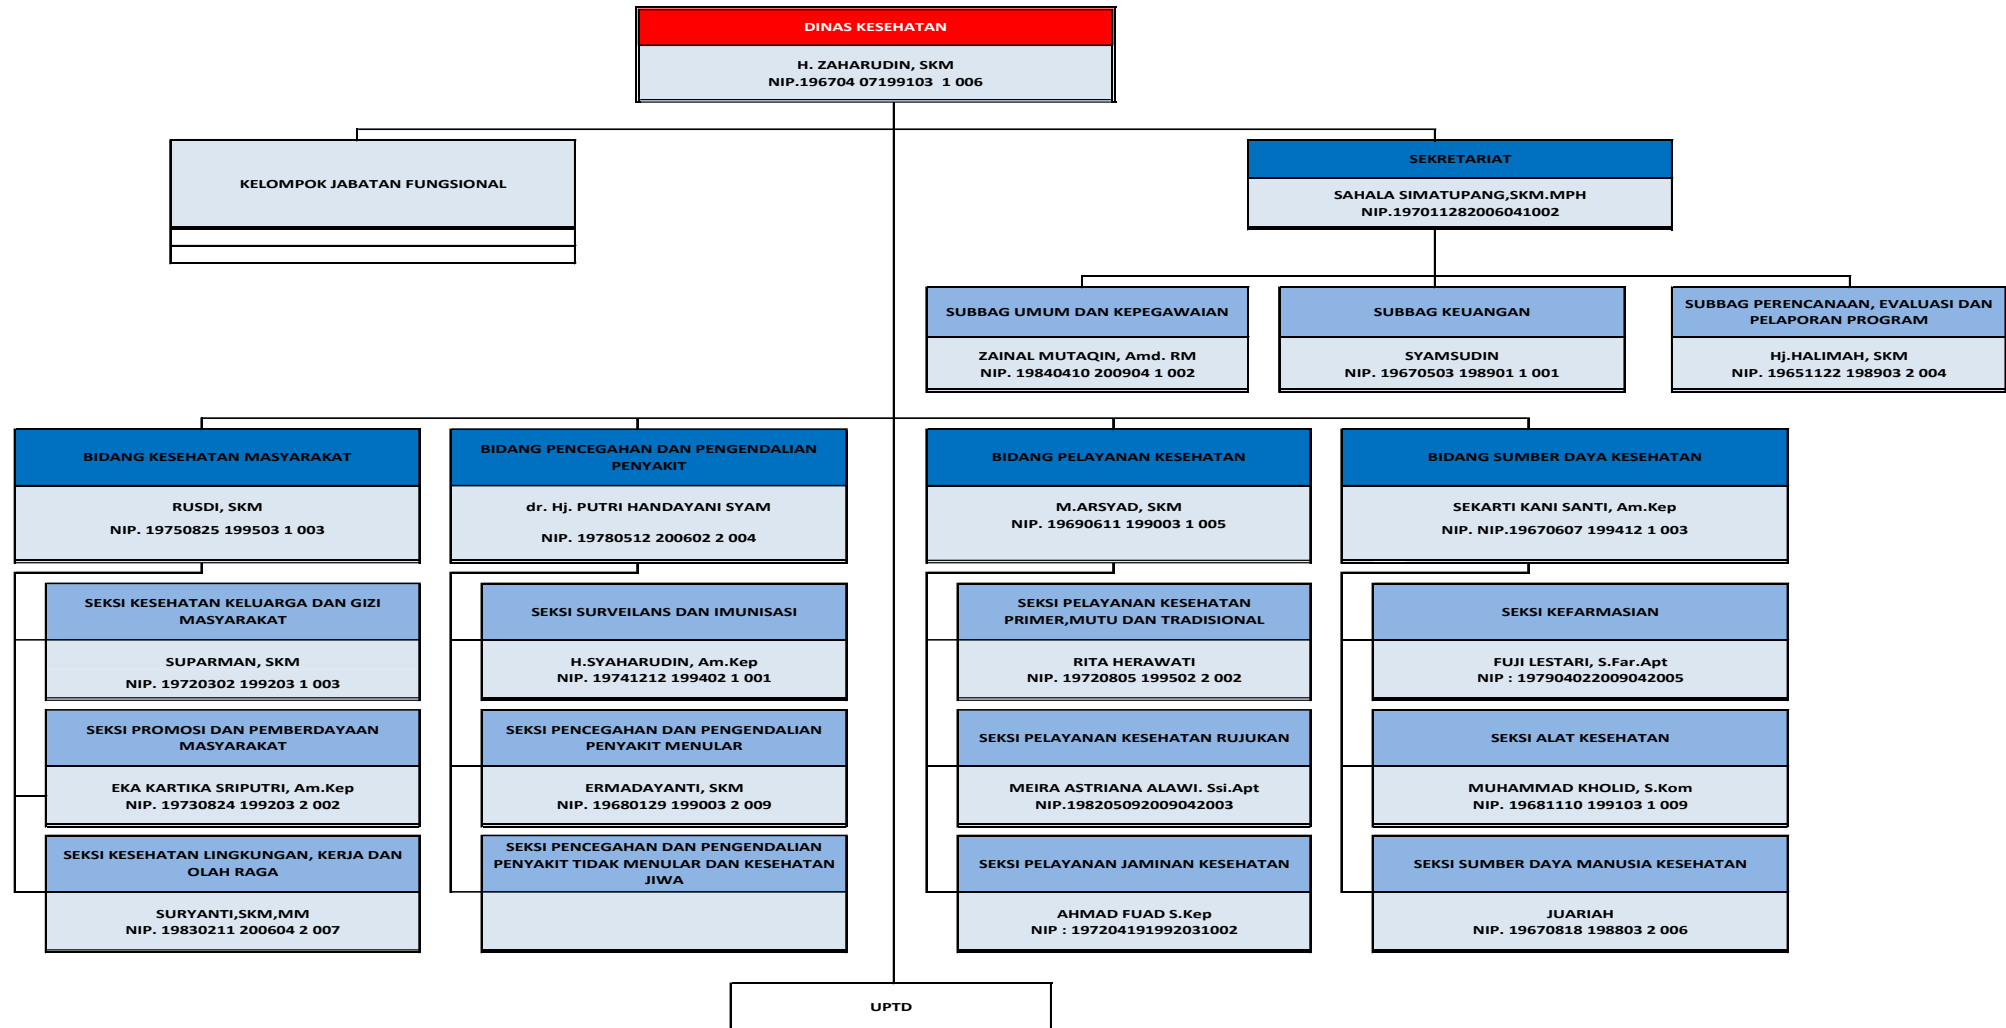 DINAS KESEHATAN
H. ZAHARUDIN, SKM
NIP.196704 07199103 1 006
KELOMPOK JABATAN FUNGSIONAL
SEKRETARIAT
SAHALA SIMATUPANG,SKM.MPH
NIP.197011282006041002
SUBBAG UMUM DAN KEPEGAWAIAN
ZAINAL MUTAQIN, Amd. RM
NIP. 19840410 200904 1 002
SUBBAG KEUANGAN
SYAMSUDIN
NIP. 19670503 198901 1 001
SUBBAG PERENCANAAN, EVALUASI DAN
PELAPORAN PROGRAM
Hj.HALIMAH, SKM
NIP. 19651122 198903 2 004
BIDANG KESEHATAN MASYARAKAT
RUSDI, SKM
NIP. 19750825 199503 1 003
SEKSI KESEHATAN KELUARGA DAN GIZI
MASYARAKAT
SUPARMAN, SKM
NIP. 19720302 199203 1 003
SEKSI PROMOSI DAN PEMBERDAYAAN
MASYARAKAT
EKA KARTIKA SRIPUTRI, Am.Kep
NIP. 19730824 199203 2 002
SEKSI KESEHATAN LINGKUNGAN, KERJA DAN
OLAH RAGA
SURYANTI,SKM,MM
NIP. 19830211 200604 2 007
BIDANG PENCEGAHAN DAN PENGENDALIAN
PENYAKIT
dr. Hj. PUTRI HANDAYANI SYAM
NIP. 19780512 200602 2 004
SEKSI SURVEILANS DAN IMUNISASI
H.SYAHARUDIN, Am.Kep
NIP. 19741212 199402 1 001
SEKSI PENCEGAHAN DAN PENGENDALIAN
PENYAKIT MENULAR
ERMADAYANTI, SKM
NIP. 19680129 199003 2 009
SEKSI PENCEGAHAN DAN PENGENDALIAN
PENYAKIT TIDAK MENULAR DAN KESEHATAN
JIWA
BIDANG PELAYANAN KESEHATAN
M.ARSYAD, SKM
NIP. 19690611 199003 1 005
SEKSI PELAYANAN KESEHATAN
PRIMER,MUTU DAN TRADISIONAL
RITA HERAWATI
NIP. 19720805 199502 2 002
SEKSI PELAYANAN KESEHATAN RUJUKAN
MEIRA ASTRIANA ALAWI. Ssi.Apt
NIP.198205092009042003
SEKSI PELAYANAN JAMINAN KESEHATAN
AHMAD FUAD S.Kep
NIP : 197204191992031002
BIDANG SUMBER DAYA KESEHATAN
SEKARTI KANI SANTI, Am.Kep
NIP. NIP.19670607 199412 1 003
SEKSI KEFARMASIAN
FUJI LESTARI, S.Far.Apt
NIP : 197904022009042005
SEKSI ALAT KESEHATAN
MUHAMMAD KHOLID, S.Kom
NIP. 19681110 199103 1 009
SEKSI SUMBER DAYA MANUSIA KESEHATAN
JUARIAH
NIP. 19670818 198803 2 006
UPTD